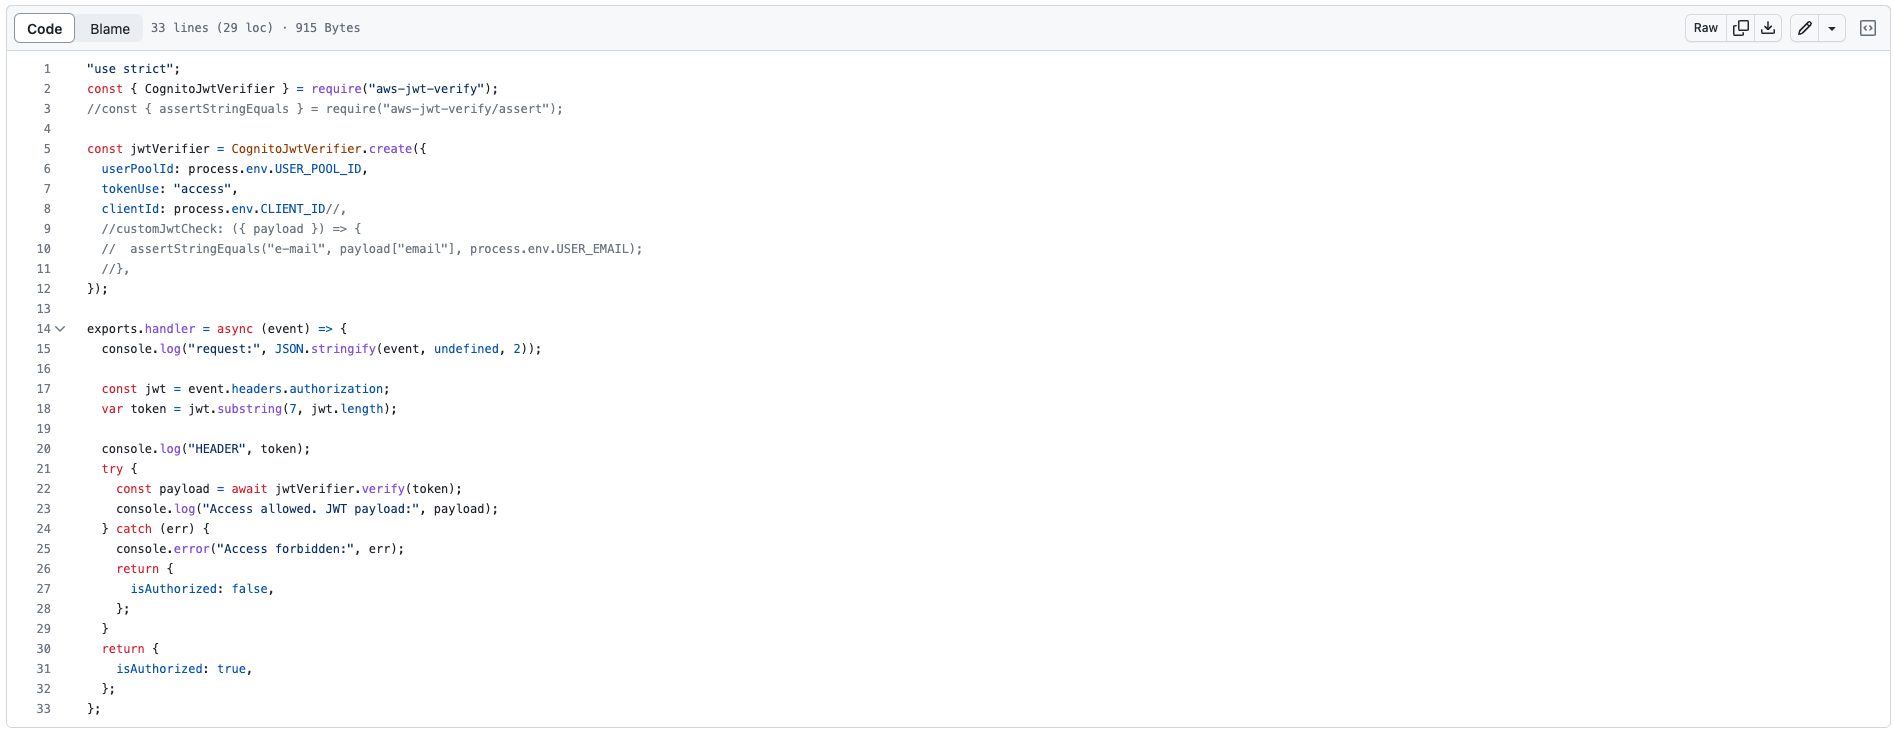 Code Blame 33 lines (29 loc) · 915 Bytes Raw
1 "use strict";
2 const { CognitoJwtVerifier } = require("aws-jwt-verify");
3 //const { assertStringEquals } = require("aws-jwt-verify/assert");
4
5 const jwtVerifier = CognitoJwtVerifier.create({
6   userPoolId: process.env.USER_POOL_ID,
7   tokenUse: "access",
8   clientId: process.env.CLIENT_ID//,
9   //customJwtCheck: ({ payload }) => {
10   //  assertStringEquals("e-mail", payload["email"], process.env.USER_EMAIL);
11   //},
12 });
13
14 exports.handler = async (event) => {
15   console.log("request:", JSON.stringify(event, undefined, 2));
16
17   const jwt = event.headers.authorization;
18   var token = jwt.substring(7, jwt.length);
19
20   console.log("HEADER", token);
21   try {
22     const payload = await jwtVerifier.verify(token);
23     console.log("Access allowed. JWT payload:", payload);
24   } catch (err) {
25     console.error("Access forbidden:", err);
26     return {
27       isAuthorized: false,
28     };
29   }
30   return {
31     isAuthorized: true,
32   };
33 };